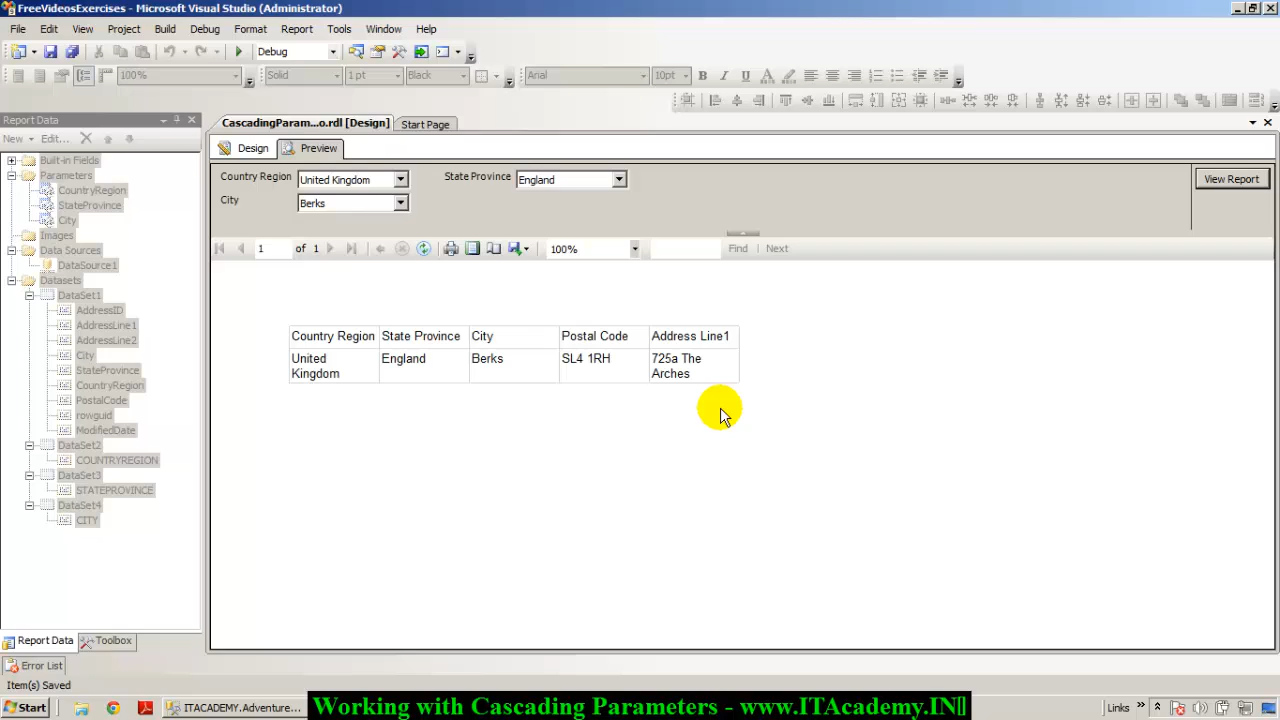 FreeVideosExercises - Microsoft Visual Studio (Administrator)
File Edit View Project Build Debug Format Report Tools Window Help
Debug
100% Solid 1 pt Black Arial 10pt B I U A
Report Data
New Edit...
Built-in Fields
Parameters
CountryRegion
StateProvince
City
Images
Data Sources
DataSource1
Datasets
DataSet1
AddressID
AddressLine1
AddressLine2
City
StateProvince
CountryRegion
PostalCode
rowguid
ModifiedDate
DataSet2
COUNTRYREGION
DataSet3
STATEPROVINCE
DataSet4
CITY
Report Data Toolbox
CascadingParam...o.rdl [Design] Start Page
Design Preview
Country Region United Kingdom State Province England
City Berks
View Report
1 of 1 100% Find Next
Country Region State Province City Postal Code Address Line1
United Kingdom England Berks SL4 1RH 725a The Arches
Error List
Item(s) Saved
Start ITACADEMY.Adventure... Working with Cascading Parameters - www.ITAcademy.IN Links